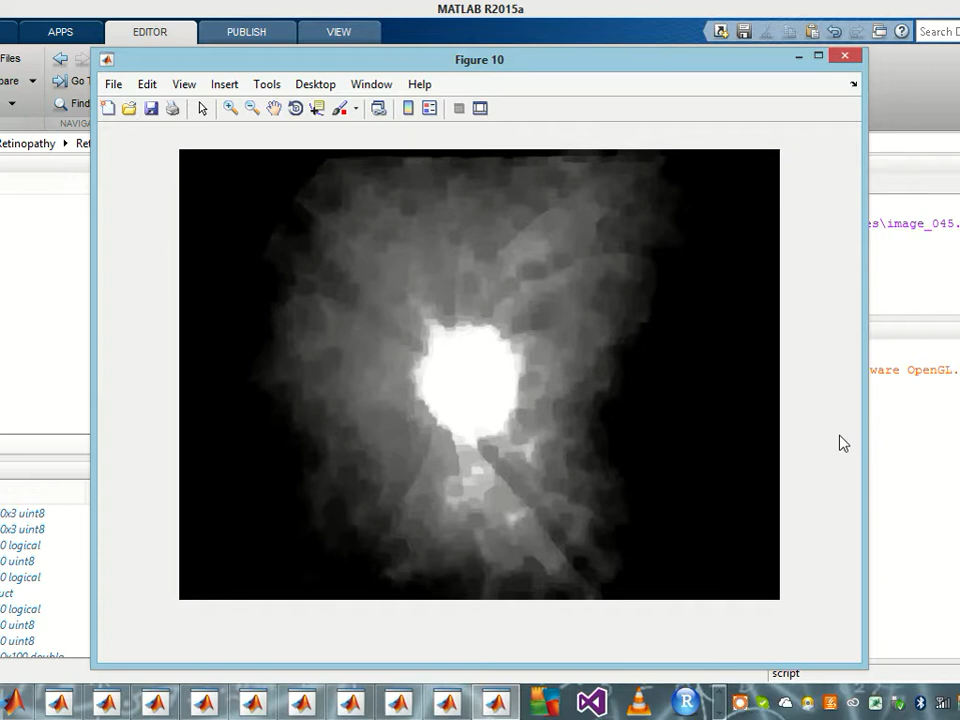 MATLAB R2015a
APPS EDITOR PUBLISH VIEW
Search
Files
Go
Find
Figure 10
File Edit View Insert Tools Desktop Window Help
Retinopathy
es\image_045.
ware OpenGL.
0x3 uint8
0x3 uint8
0 logical
0 uint8
0 logical
uct
0 logical
0 uint8
0 uint8
0x100 double
script
R